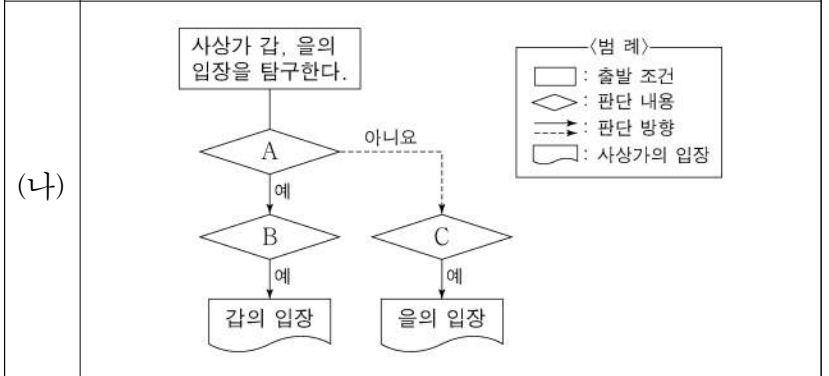 (나)
사상가 갑, 을의
입장을 탐구한다.
A
아니요
예
B
C
예
예
갑의 입장
을의 입장
〈범 례〉
: 출발 조건
: 판단 내용
: 판단 방향
: 사상가의 입장